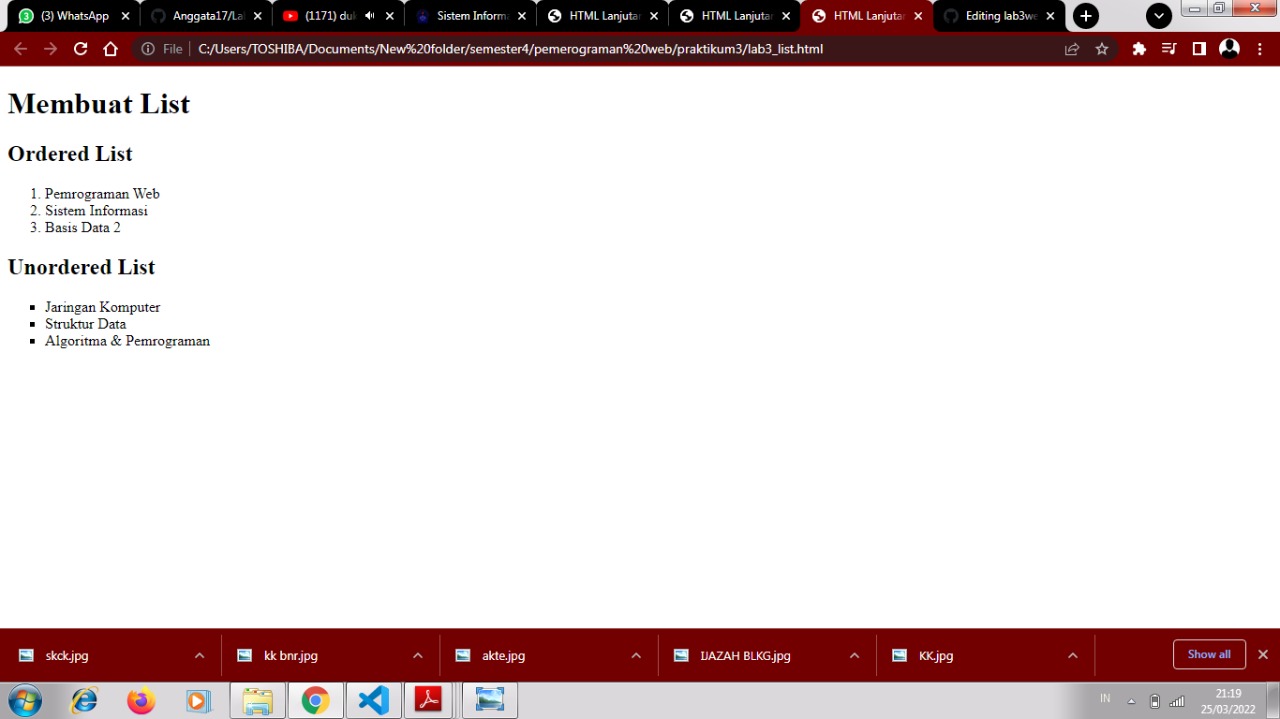 (3) WhatsApp
Anggata17/La
(1171) du
Sistem Inform
HTML Lanjutan
HTML Lanjutan
HTML Lanjutan
Editing lab3we
File
C:/Users/TOSHIBA/Documents/New%20folder/semester4/pemerograman%20web/praktikum3/lab3_list.html
Membuat List
Ordered List
1. Pemrograman Web
2. Sistem Informasi
3. Basis Data 2
Unordered List
▪ Jaringan Komputer
▪ Struktur Data
▪ Algoritma & Pemrograman
skck.jpg
kk bnr.jpg
akte.jpg
IJAZAH BLKG.jpg
KK.jpg
Show all
IN
21:19
25/03/2022